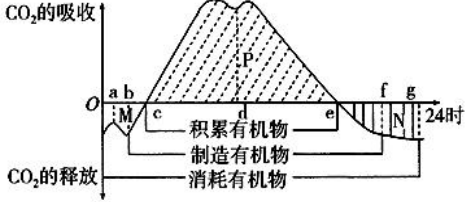 CO₂的吸收
P
a b f g
O M c d e N 24时
积累有机物
制造有机物
CO₂的释放 消耗有机物